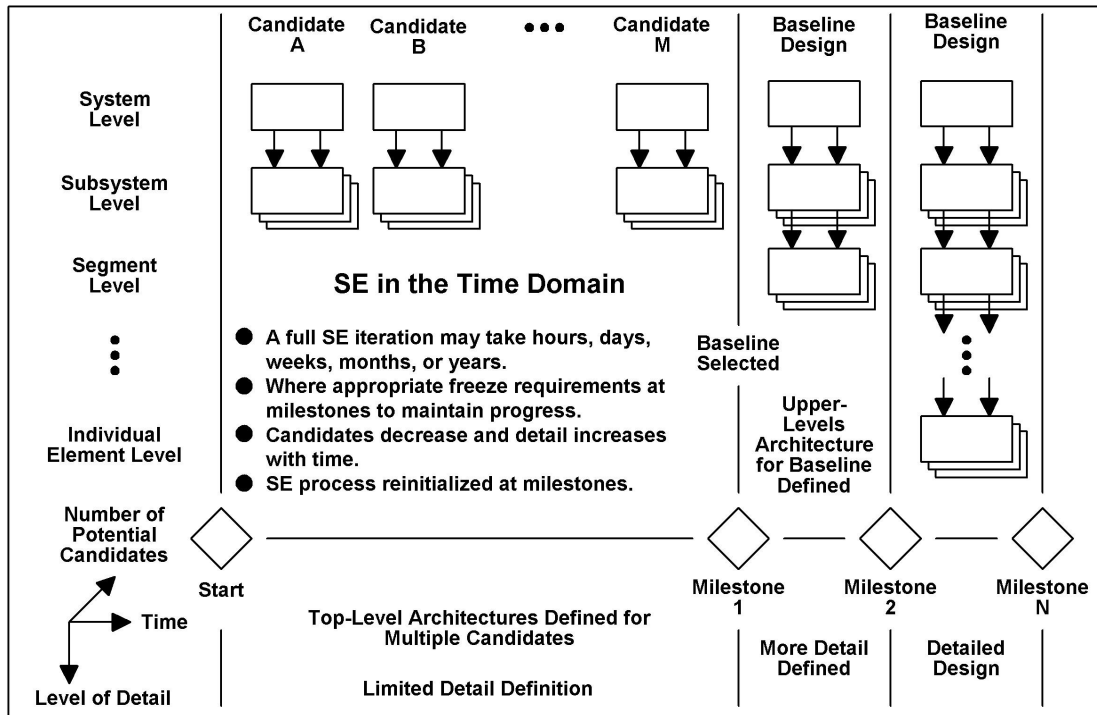 Candidate
A
Candidate
B
Candidate
M
Baseline
Design
Baseline
Design
System
Level
Subsystem
Level
Segment
Level
Individual
Element Level
SE in the Time Domain
A full SE iteration may take hours, days,
weeks, months, or years.
Where appropriate freeze requirements at
milestones to maintain progress.
Candidates decrease and detail increases
with time.
SE process reinitialized at milestones.
Baseline
Selected
Upper-
Levels
Architecture
for Baseline
Defined
Number of
Potential
Candidates
Time
Level of Detail
Start
Milestone
1
Milestone
2
Milestone
N
Top-Level Architectures Defined for
Multiple Candidates
Limited Detail Definition
More Detail
Defined
Detailed
Design